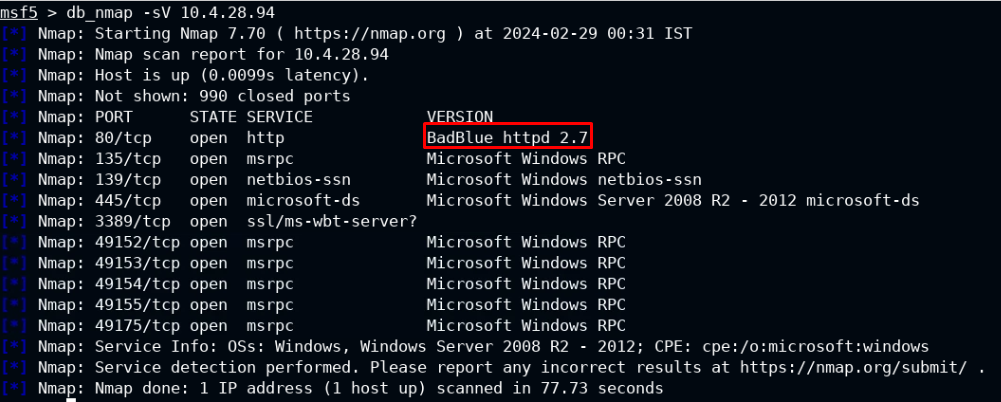 msf5 > db_nmap -sV 10.4.28.94
[*] Nmap: Starting Nmap 7.70 ( https://nmap.org ) at 2024-02-29 00:31 IST
[*] Nmap: Nmap scan report for 10.4.28.94
[*] Nmap: Host is up (0.0099s latency).
[*] Nmap: Not shown: 990 closed ports
[*] Nmap: PORT      STATE SERVICE            VERSION
[*] Nmap: 80/tcp    open  http               BadBlue httpd 2.7
[*] Nmap: 135/tcp   open  msrpc              Microsoft Windows RPC
[*] Nmap: 139/tcp   open  netbios-ssn        Microsoft Windows netbios-ssn
[*] Nmap: 445/tcp   open  microsoft-ds       Microsoft Windows Server 2008 R2 - 2012 microsoft-ds
[*] Nmap: 3389/tcp  open  ssl/ms-wbt-server?
[*] Nmap: 49152/tcp open  msrpc              Microsoft Windows RPC
[*] Nmap: 49153/tcp open  msrpc              Microsoft Windows RPC
[*] Nmap: 49154/tcp open  msrpc              Microsoft Windows RPC
[*] Nmap: 49155/tcp open  msrpc              Microsoft Windows RPC
[*] Nmap: 49175/tcp open  msrpc              Microsoft Windows RPC
[*] Nmap: Service Info: OSs: Windows, Windows Server 2008 R2 - 2012; CPE: cpe:/o:microsoft:windows
[*] Nmap: Service detection performed. Please report any incorrect results at https://nmap.org/submit/ .
[*] Nmap: Nmap done: 1 IP address (1 host up) scanned in 77.73 seconds